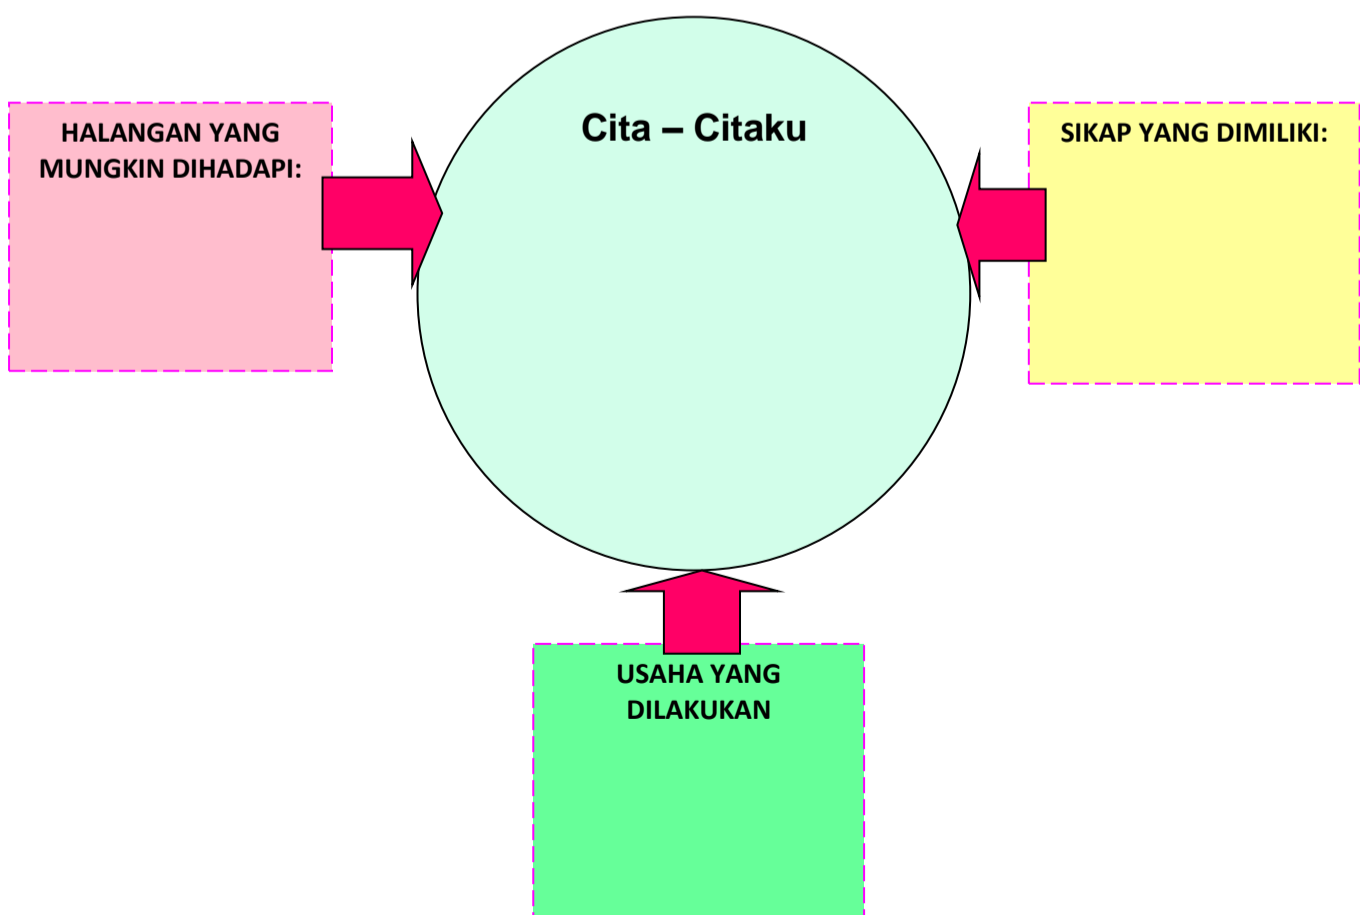 Cita – Citaku
HALANGAN YANG
MUNGKIN DIHADAPI:
SIKAP YANG DIMILIKI:
USAHA YANG
DILAKUKAN